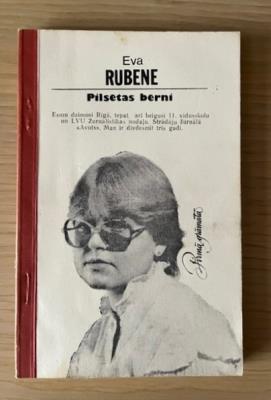 Eva
RUBENE
Pilsētas bērni
Esmu dzimusi Rīgā, tepat arī beigusi 11. vidusskolu
un LVU Žurnālistikas nodaļu. Strādāju žurnālā
«Avots». Man ir divdesmit trīs gadi.
Pirmā grāmata